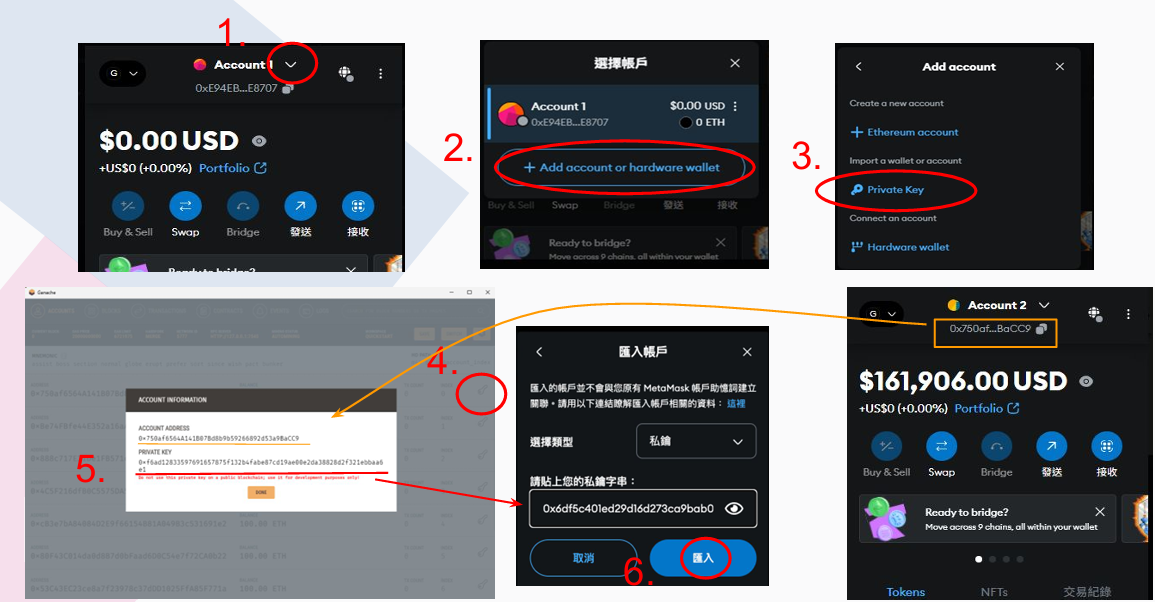 1.
G
Account 1
0xE94EB...E8707
$0.00 USD
+US$0 (+0.00%) Portfolio
Buy & Sell
Swap
Bridge
發送
接收
Ready to bridge?
2.
選擇帳戶
Account 1
$0.00 USD
0xE94EB...E8707
0 ETH
+ Add account or hardware wallet
Buy & Sell
Swap
Bridge
發送
接收
Ready to bridge?
Move across 9 chains, all within your wallet
3.
Add account
Create a new account
+ Ethereum account
Import a wallet or account
Private Key
Connect an account
Hardware wallet
Ganache
4.
5.
ACCOUNT INFORMATION
ACCOUNT ADDRESS
0×750af6564A141B07Bd8b9b59266892d53a9BaCC9
PRIVATE KEY
0×f6ad12833597691657875f132b4fabe87cd19ae08e2da38828d2f321ebbaa6
e1
Do not use this private key on a public blockchain; use it for development purposes only!
DONE
匯入帳戶
匯入的帳戶並不會與您原有 MetaMask 帳戶助憶詞建立
關聯。請用以下連結瞭解匯入帳戶相關的資料： 這裡
選擇類型
私鑰
請貼上您的私鑰字串：
0x6df5c401ed29d16d273ca9bab0
取消
匯入
6.
G
Account 2
0x750af...BaCC9
$161,906.00 USD
+US$0 (+0.00%) Portfolio
Buy & Sell
Swap
Bridge
發送
接收
Ready to bridge?
Move across 9 chains, all within your wallet
Tokens
NFTs
交易紀錄